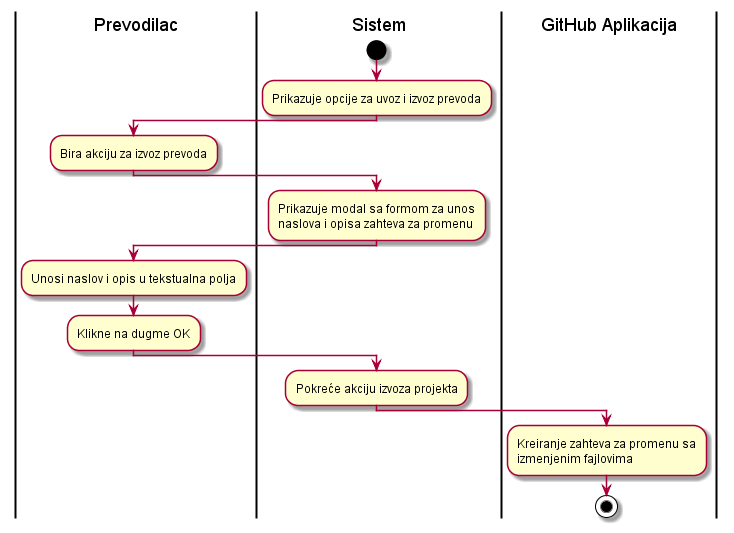 Prevodilac
Sistem
GitHub Aplikacija
Prikazuje opcije za uvoz i izvoz prevoda
Bira akciju za izvoz prevoda
Prikazuje modal sa formom za unos
naslova i opisa zahteva za promenu
Unosi naslov i opis u tekstualna polja
Klikne na dugme OK
Pokreće akciju izvoza projekta
Kreiranje zahteva za promenu sa
izmenjenim fajlovima